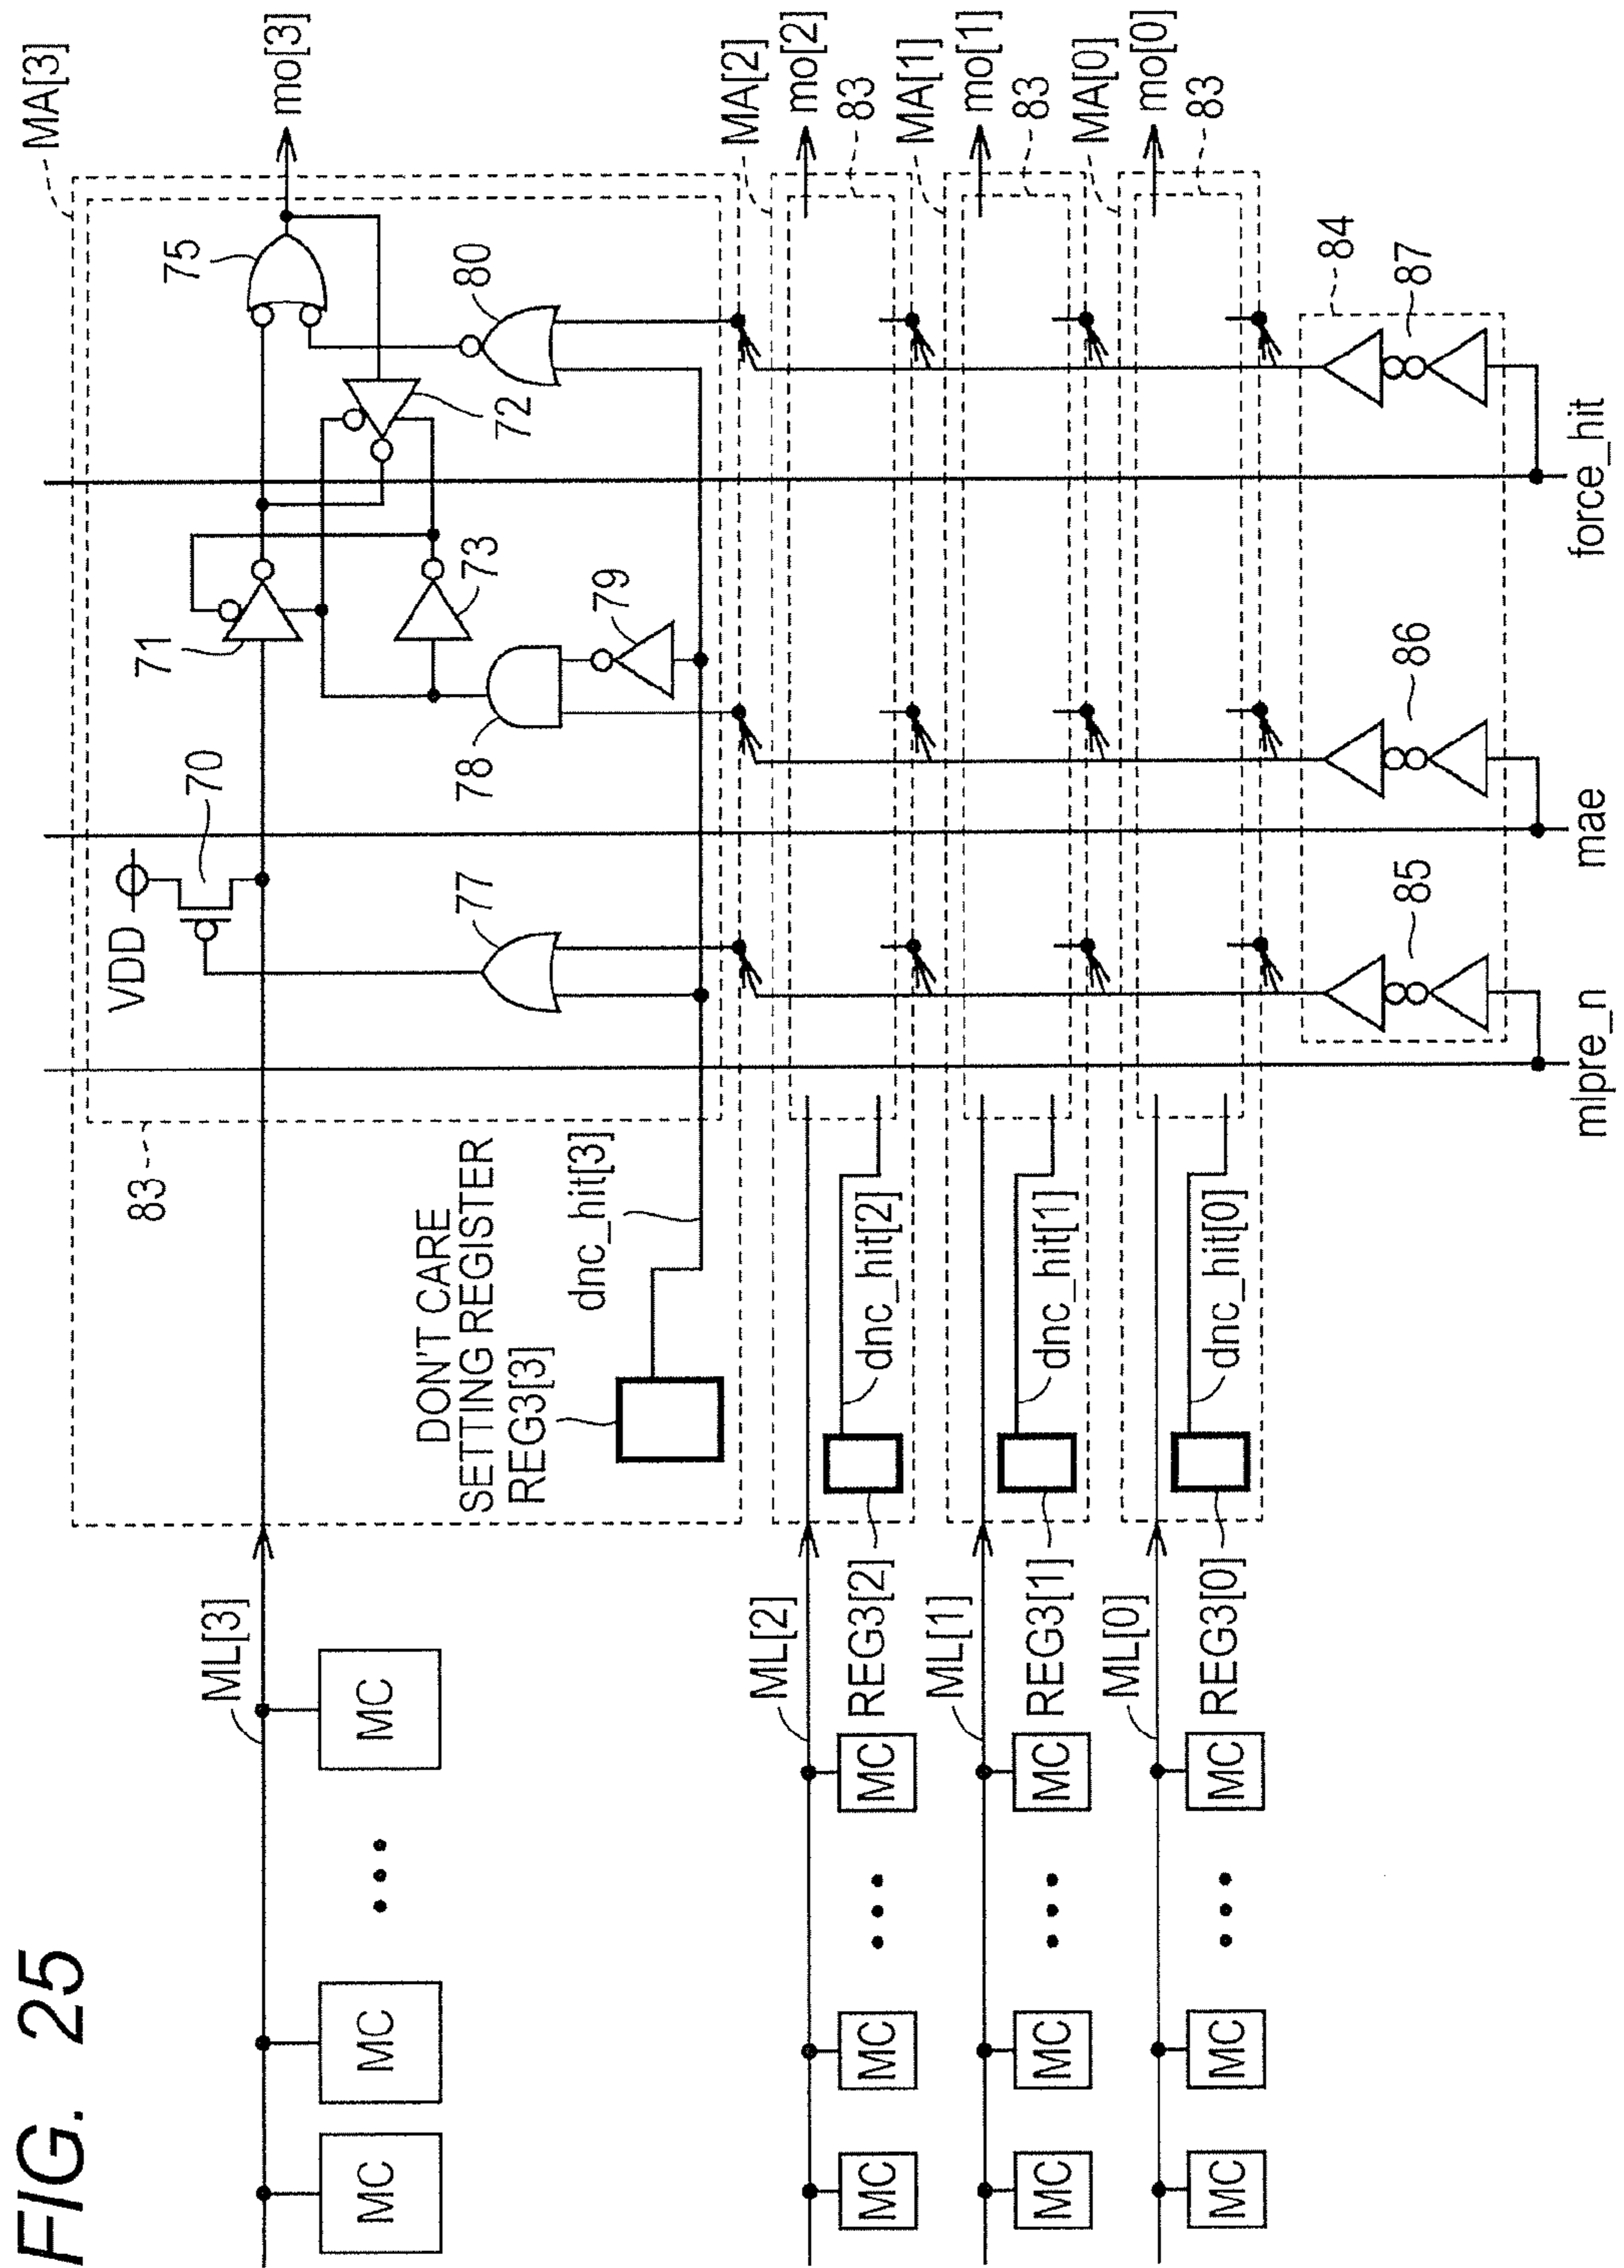 FIG. 25
MA[3]
mo[3]
ML[3]
MC
MC
MC
83
VDD
70
71
75
77
78
79
73
72
80
DON'T CARE
SETTING REGISTER
REG3[3]
dnc_hit[3]
MA[2]
mo[2]
83
ML[2]
MC
MC
MC
REG3[2]
dnc_hit[2]
MA[1]
mo[1]
83
ML[1]
MC
MC
MC
REG3[1]
dnc_hit[1]
MA[0]
mo[0]
83
ML[0]
MC
MC
MC
REG3[0]
dnc_hit[0]
84
85
86
87
mlpre_n
mae
force_hit